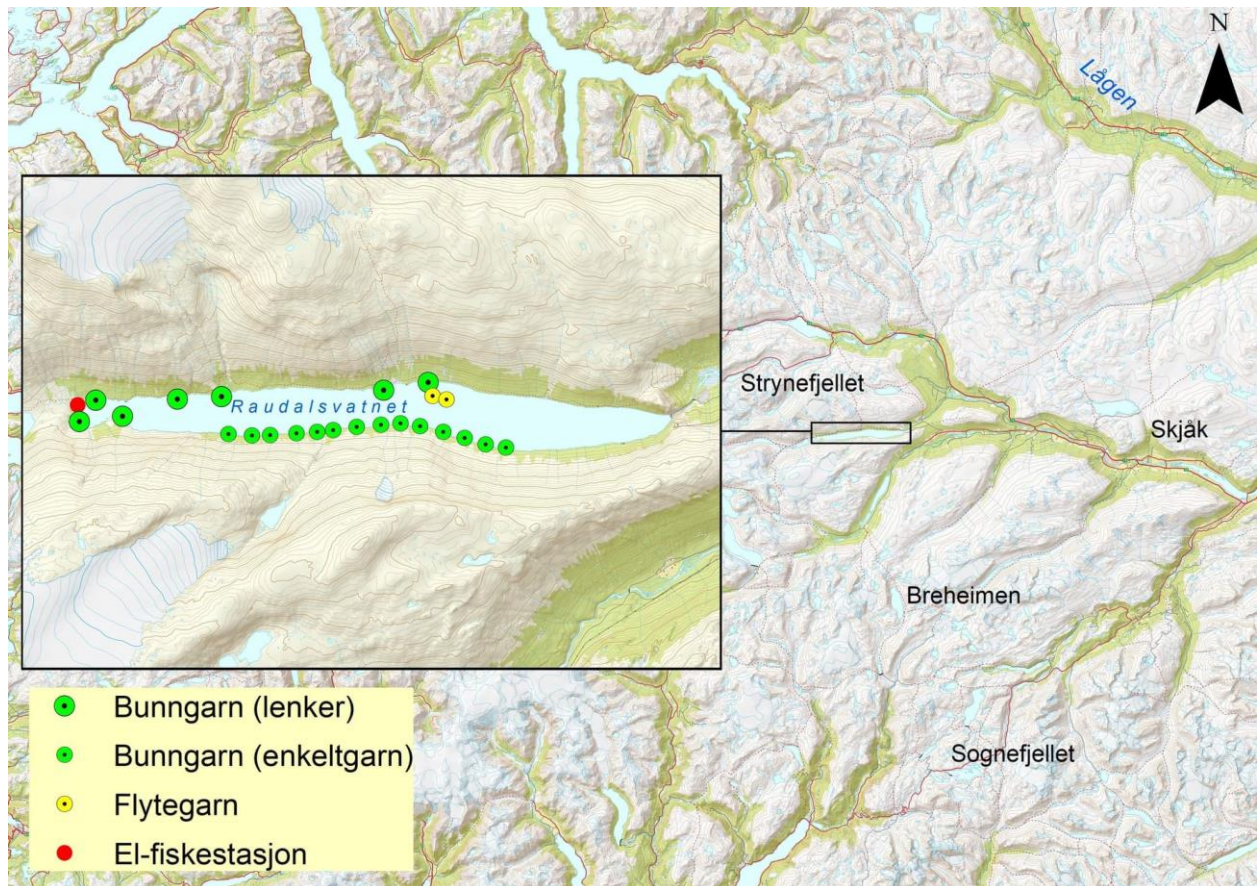 N
Lågen
Raudalsvatnet
Strynefjellet
Skjåk
Breheimen
Sognefjellet
Bunngarn (lenker)
Bunngarn (enkeltgarn)
Flytegarn
El-fiskestasjon